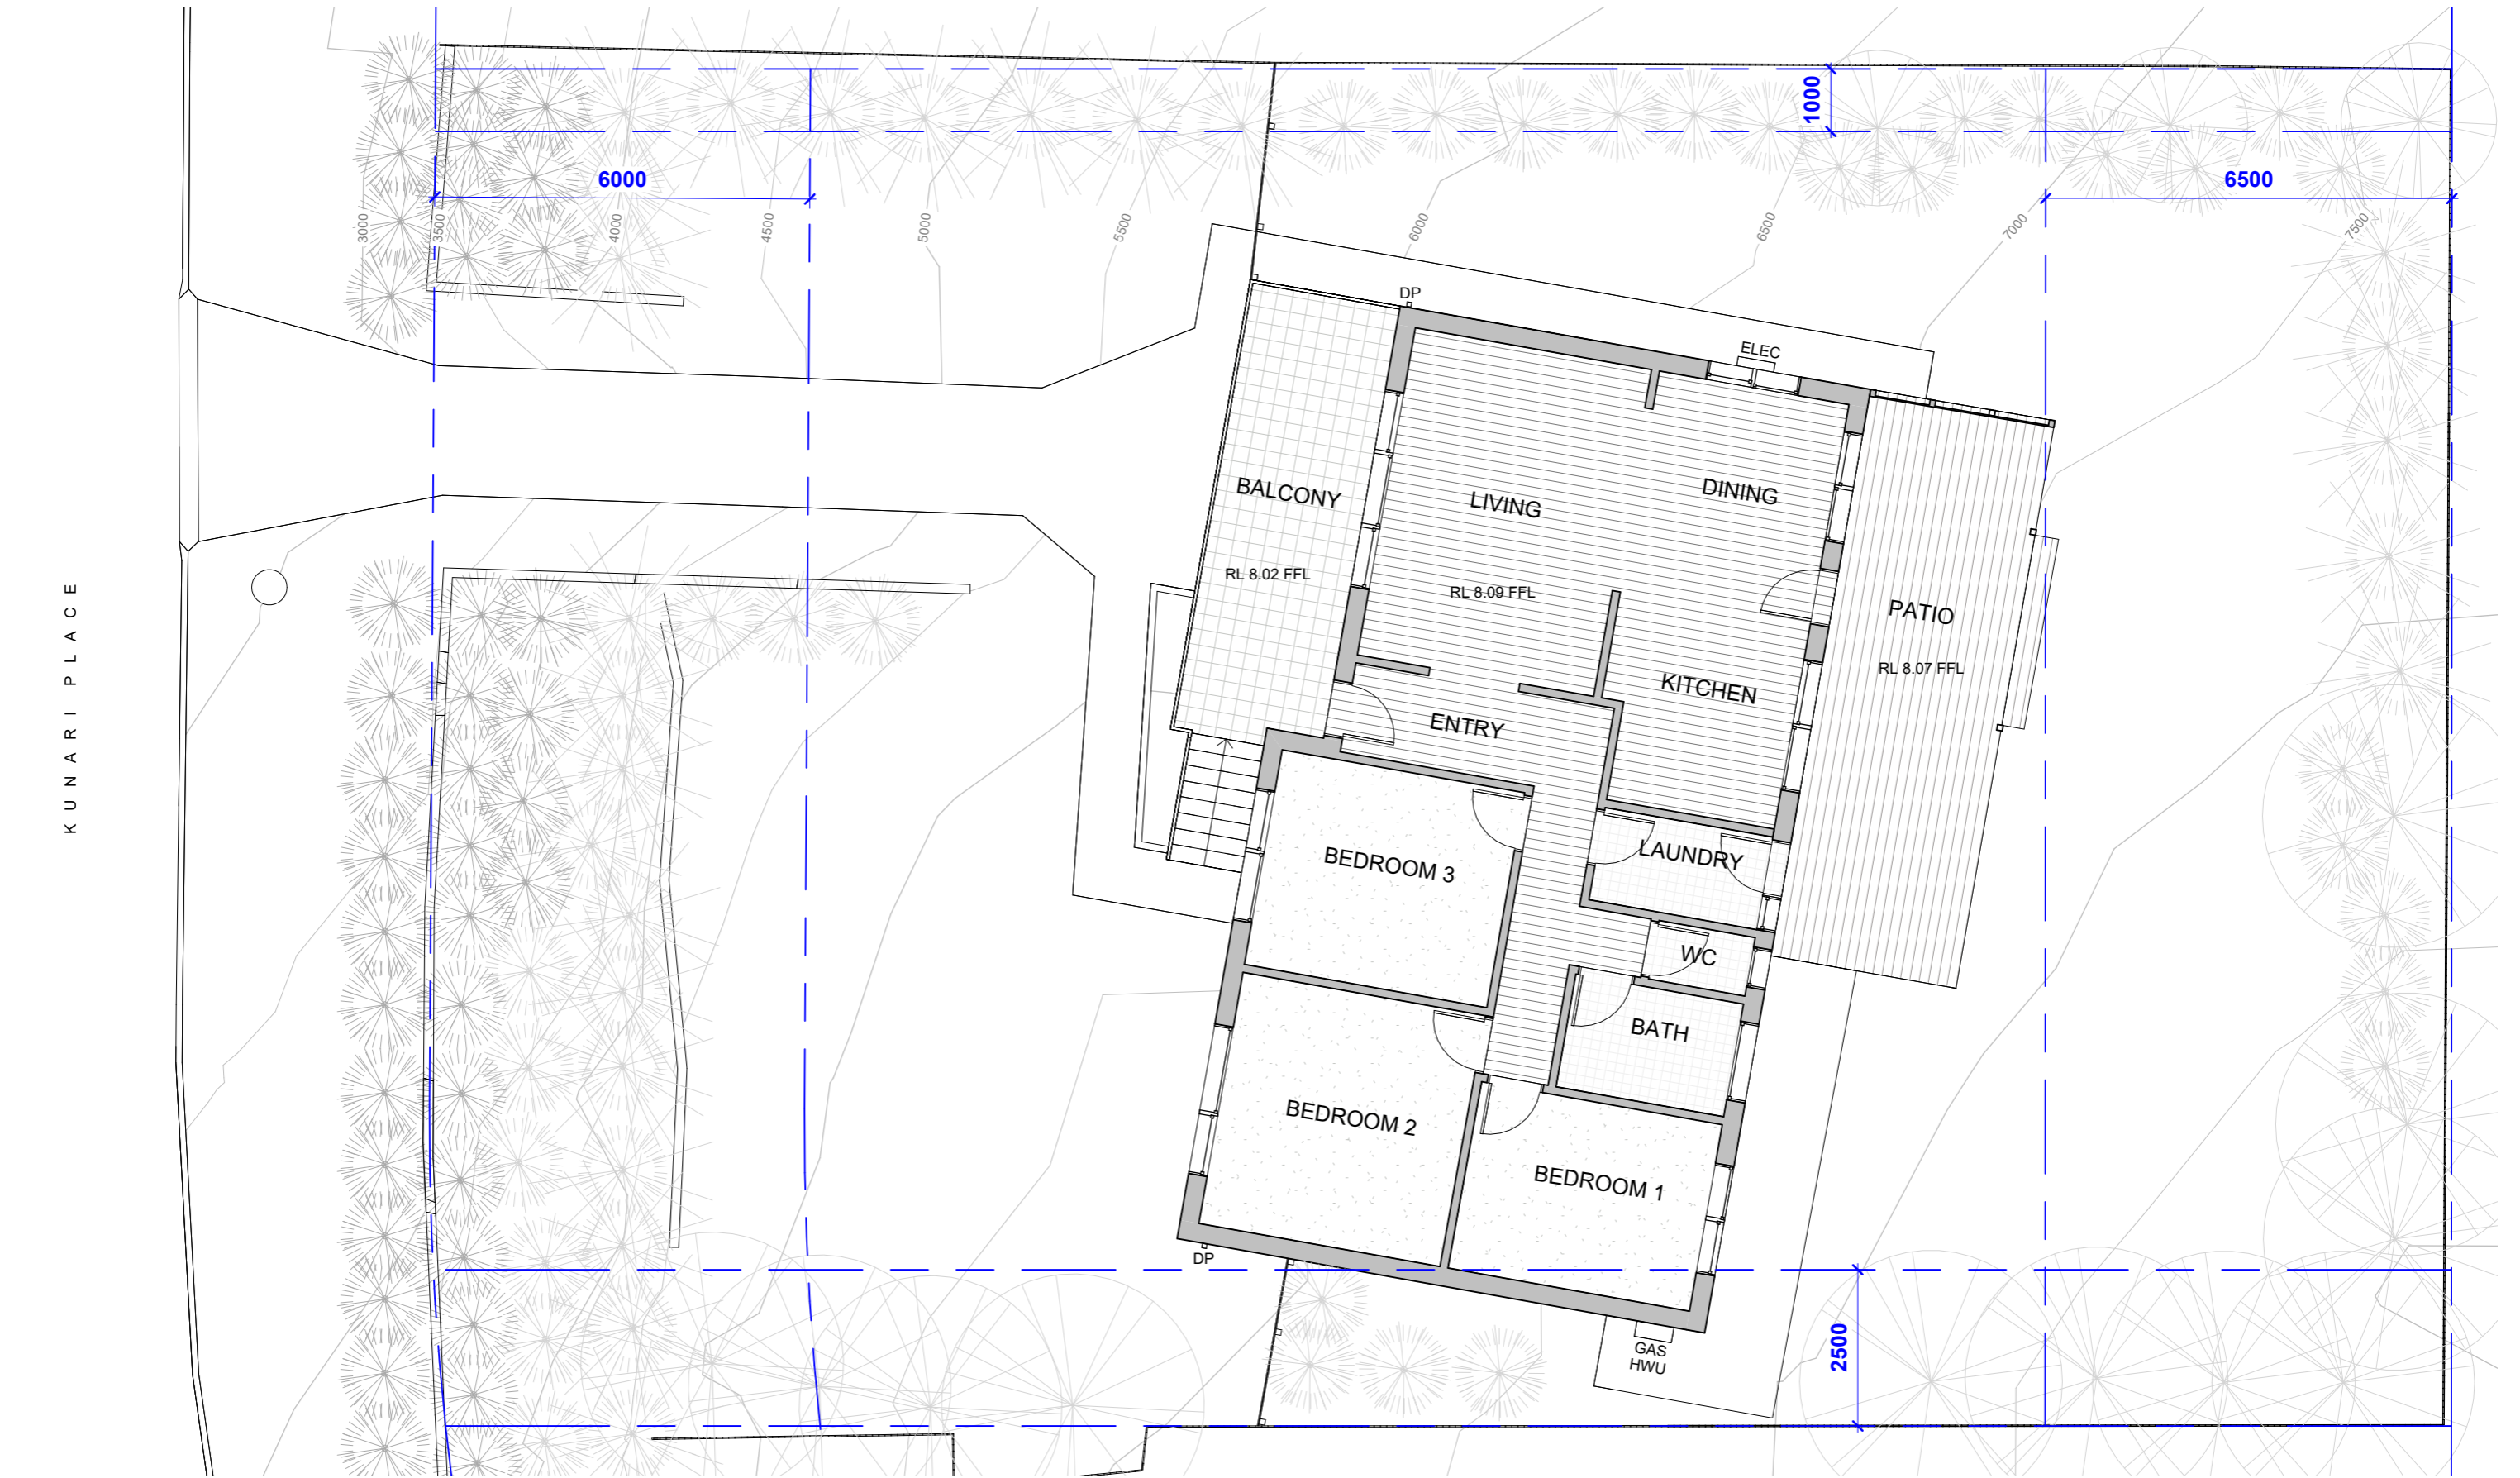 1000
6000
6500
3000
3500
4000
4500
5000
5500
6000
6500
7000
7500
DP
ELEC
BALCONY
LIVING
DINING
RL 8.02 FFL
RL 8.09 FFL
PATIO
RL 8.07 FFL
KUNARI PLACE
KITCHEN
ENTRY
BEDROOM 3
LAUNDRY
WC
BATH
BEDROOM 2
BEDROOM 1
DP
GAS
HWU
2500